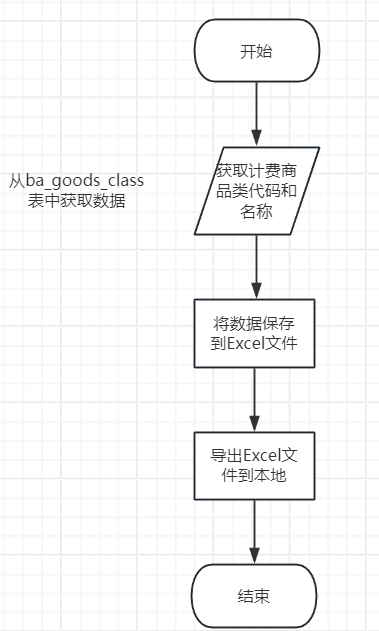 开始
从ba_goods_class
表中获取数据
获取计费商
品类代码和
名称
将数据保存
到Excel文件
导出Excel文
件到本地
结束